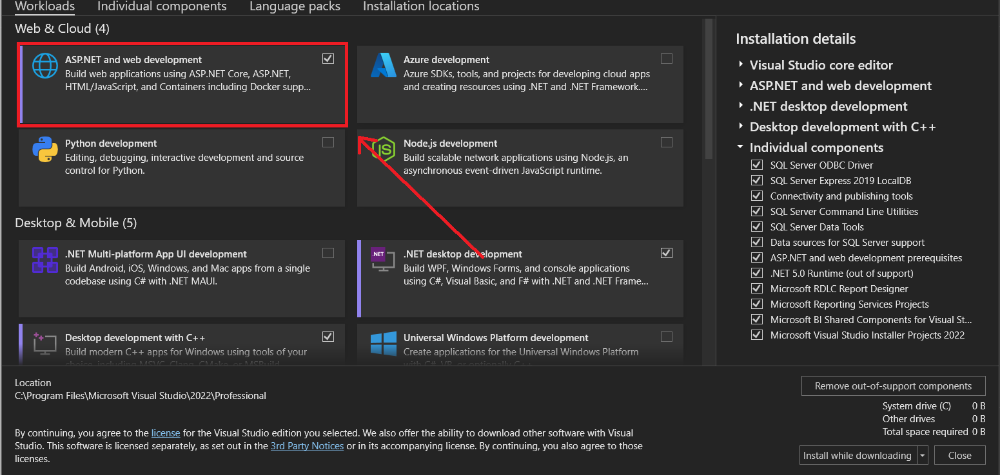 Workloads Individual components Language packs Installation locations
Web & Cloud (4)
ASP.NET and web development
Build web applications using ASP.NET Core, ASP.NET,
HTML/JavaScript, and Containers including Docker supp...
Azure development
Azure SDKs, tools, and projects for developing cloud apps
and creating resources using .NET and .NET Framework....
Python development
Editing, debugging, interactive development and source
control for Python.
JS
Node.js development
Build scalable network applications using Node.js, an
asynchronous event-driven JavaScript runtime.
Desktop & Mobile (5)
.NET Multi-platform App UI development
Build Android, iOS, Windows, and Mac apps from a single
codebase using C# with .NET MAUI.
.NET
.NET desktop development
Build WPF, Windows Forms, and console applications
using C#, Visual Basic, and F# with .NET and .NET Frame...
Desktop development with C++
Build modern C++ apps for Windows using tools of your
choice, including MSVC, Clang, CMake, or MSBuild.
Universal Windows Platform development
Create applications for the Universal Windows Platform
with C#, VB, or optionally C++.
Installation details
Visual Studio core editor
ASP.NET and web development
.NET desktop development
Desktop development with C++
Individual components
SQL Server ODBC Driver
SQL Server Express 2019 LocalDB
Connectivity and publishing tools
SQL Server Command Line Utilities
SQL Server Data Tools
Data sources for SQL Server support
ASP.NET and web development prerequisites
.NET 5.0 Runtime (out of support)
Microsoft RDLC Report Designer
Microsoft Reporting Services Projects
Microsoft BI Shared Components for Visual St...
Microsoft Visual Studio Installer Projects 2022
Location
C:\Program Files\Microsoft Visual Studio\2022\Professional
By continuing, you agree to the license for the Visual Studio edition you selected. We also offer the ability to download other software with Visual
Studio. This software is licensed separately, as set out in the 3rd Party Notices or in its accompanying license. By continuing, you also agree to those
licenses.
Remove out-of-support components
System drive (C) 0 B
Other drives 0 B
Total space required 0 B
Install while downloading
Close